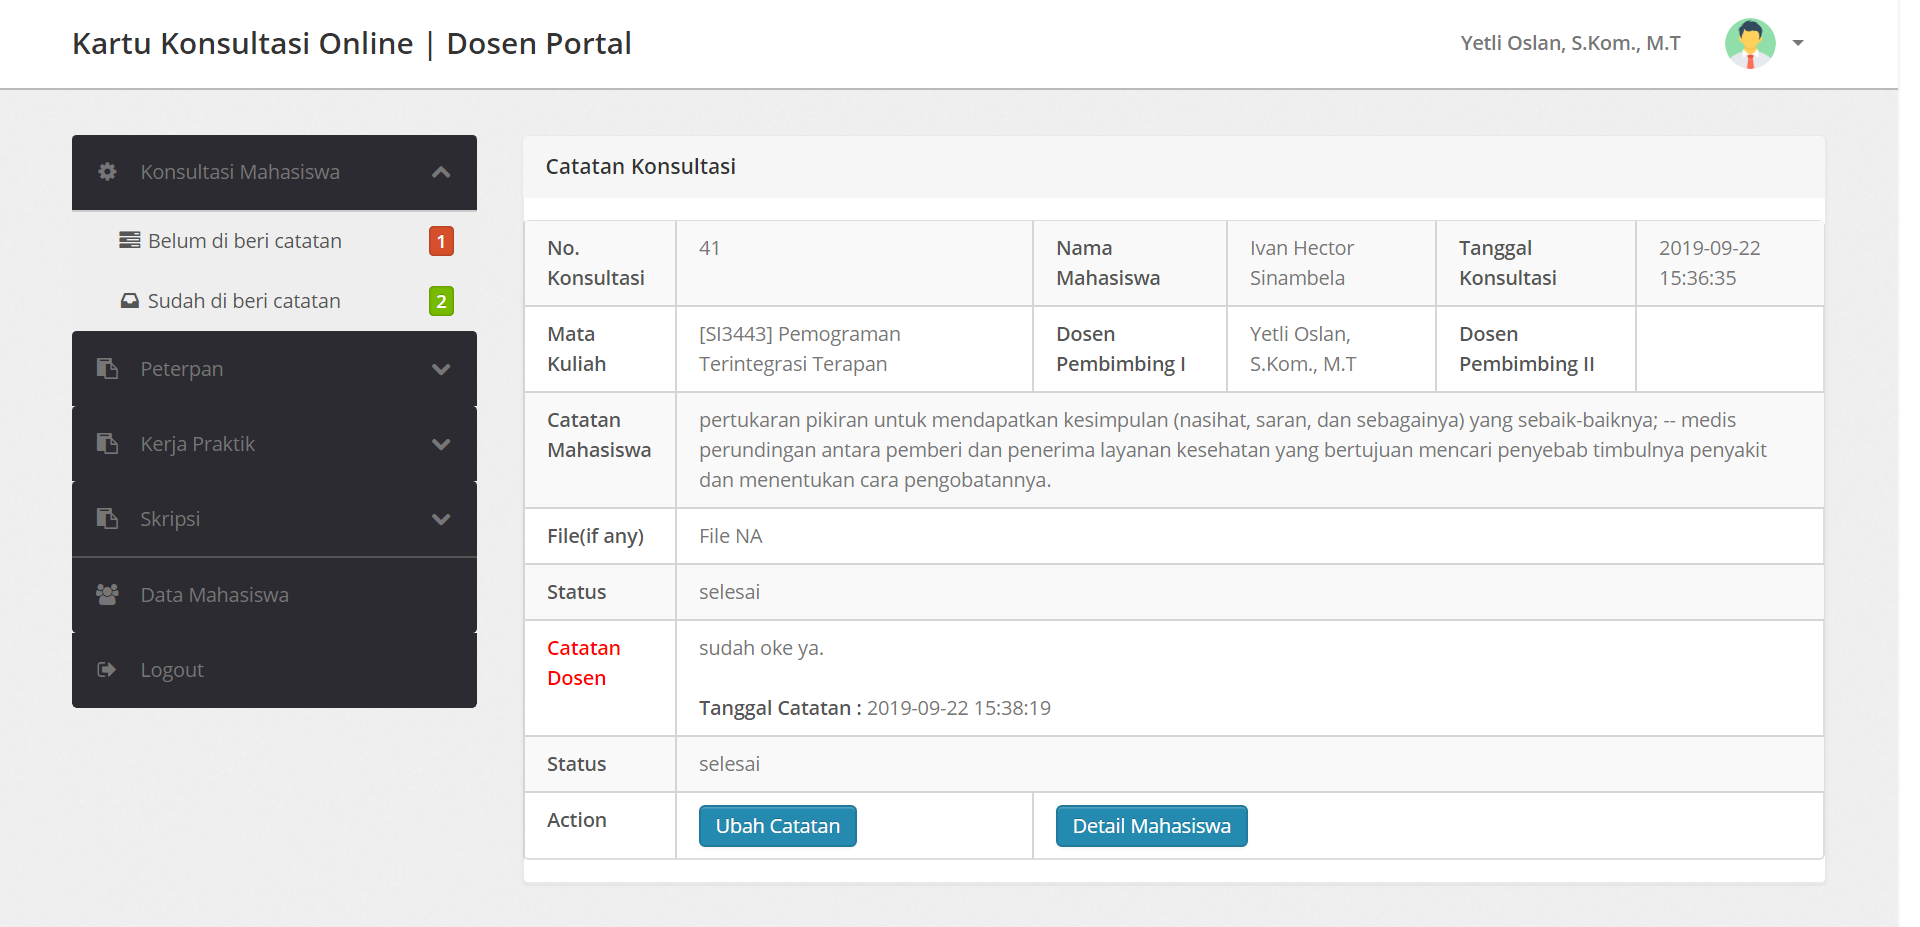 Kartu Konsultasi Online | Dosen Portal
Yetli Oslan, S.Kom., M.T
Konsultasi Mahasiswa
Belum di beri catatan 1
Sudah di beri catatan 2
Peterpan
Kerja Praktik
Skripsi
Data Mahasiswa
Logout
Catatan Konsultasi
No.
Konsultasi
41
Nama
Mahasiswa
Ivan Hector
Sinambela
Tanggal
Konsultasi
2019-09-22
15:36:35
Mata
Kuliah
[SI3443] Pemograman
Terintegrasi Terapan
Dosen
Pembimbing I
Yetli Oslan,
S.Kom., M.T
Dosen
Pembimbing II
Catatan
Mahasiswa
pertukaran pikiran untuk mendapatkan kesimpulan (nasihat, saran, dan sebagainya) yang sebaik-baiknya; -- medis
perundingan antara pemberi dan penerima layanan kesehatan yang bertujuan mencari penyebab timbulnya penyakit
dan menentukan cara pengobatannya.
File(if any)
File NA
Status
selesai
Catatan
Dosen
sudah oke ya.
Tanggal Catatan : 2019-09-22 15:38:19
Status
selesai
Action
Ubah Catatan
Detail Mahasiswa